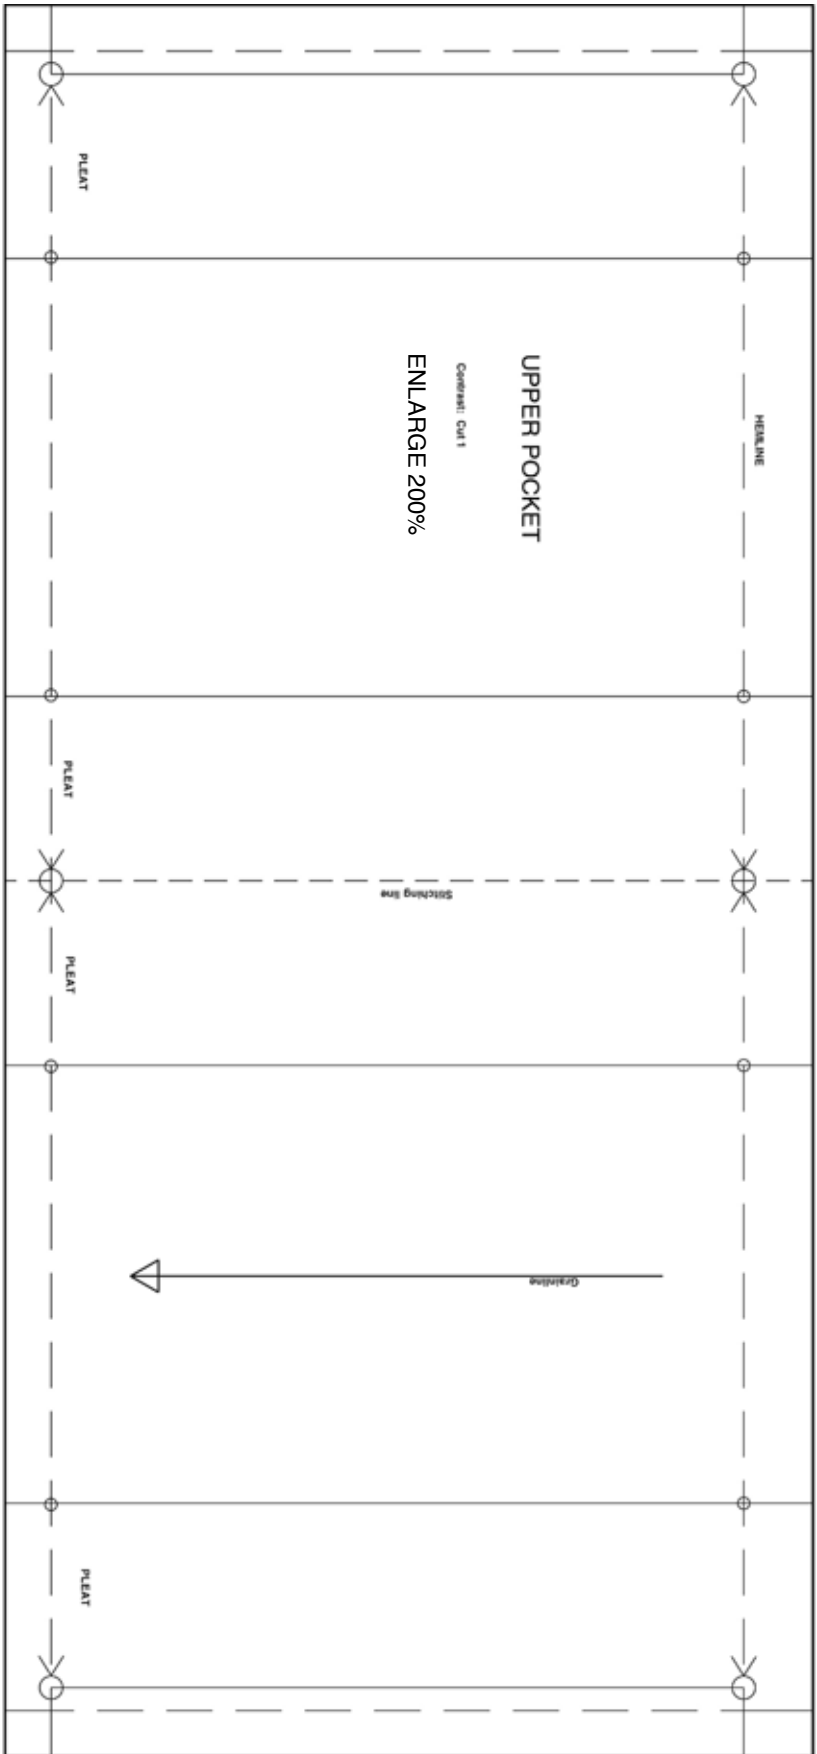 PLEAT
HEMLINE
UPPER POCKET
Contrast: Cut 1
ENLARGE 200%
PLEAT
Stitching line
PLEAT
Grainline
PLEAT